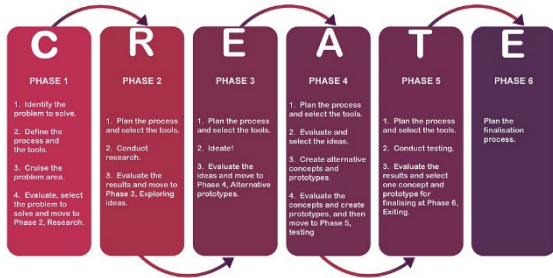 C
PHASE 1
1. Identify the
problem to solve.
2. Define the
process and
the tools.
3. Cruise the
problem area.
4. Evaluate, select
the problem to
solve and move to
Phase 2, Research.
R
PHASE 2
1. Plan the process
and select the tools.
2. Conduct
research.
3. Evaluate the
results and move to
Phase 3, Exploring
ideas.
E
PHASE 3
1. Plan the process
and select the tools.
2. Ideate!
3. Evaluate the
ideas and move to
Phase 4, Alternative
prototypes.
A
PHASE 4
1. Plan the process
and select the tools.
2. Evaluate and
select the ideas.
3. Create alternative
concepts and
prototypes.
4. Evaluate the
concepts and create
prototypes, and then
move to Phase 5,
testing
T
PHASE 5
1. Plan the process
and select the tools.
2. Conduct testing.
3. Evaluate the
results and select
one concept and
prototype for
finalising at Phase 6,
Exiting.
E
PHASE 6
Plan the
finalisation
process.